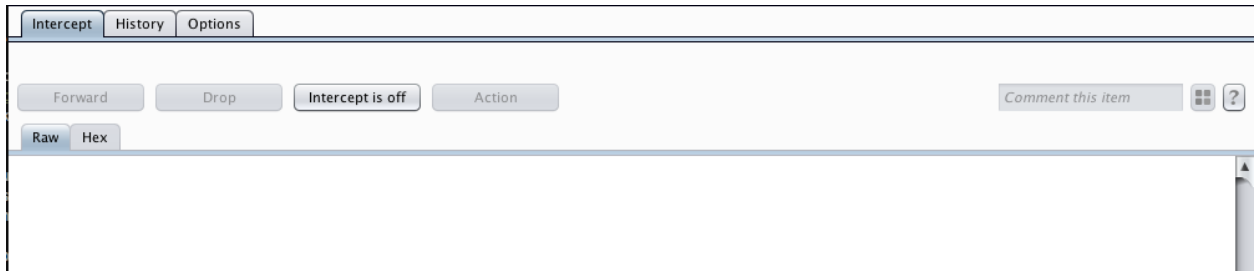 Intercept History Options
Forward Drop Intercept is off Action Comment this item ?
Raw Hex